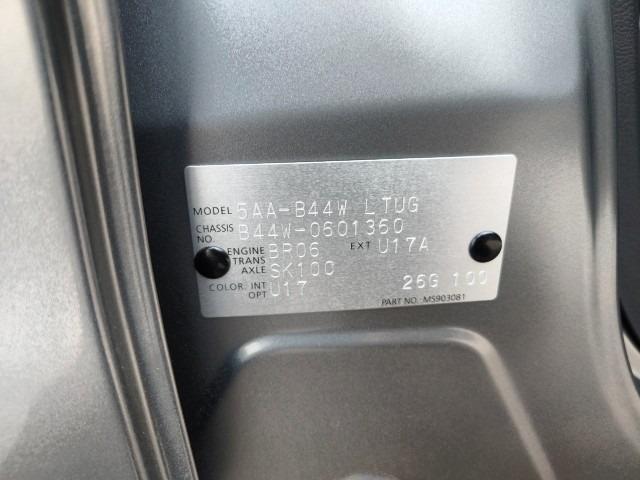 MODEL 5AA-B44W LTUG
CHASSIS NO. B44W-0601360
ENGINE BR06 EXT U17A
TRANS AXLE SK100
COLOR. INT U17
OPT 26G 100
PART NO. MS903081